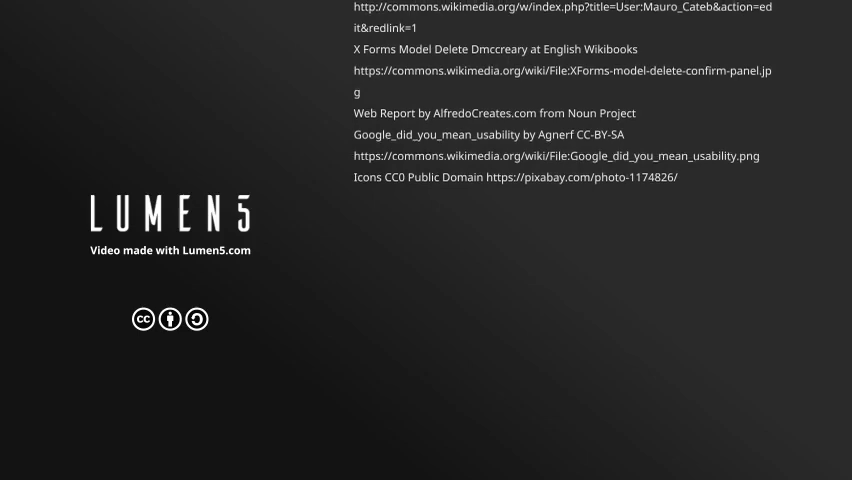 http://commons.wikimedia.org/w/index.php?title=User:Mauro_Cateb&action=ed
it&redlink=1
X Forms Model Delete Dmccreary at English Wikibooks
https://commons.wikimedia.org/wiki/File:XForms-model-delete-confirm-panel.jp
g
Web Report by AlfredoCreates.com from Noun Project
Google_did_you_mean_usability by Agnerf CC-BY-SA
https://commons.wikimedia.org/wiki/File:Google_did_you_mean_usability.png
Icons CC0 Public Domain https://pixabay.com/photo-1174826/
LUMEN5
Video made with Lumen5.com
cc